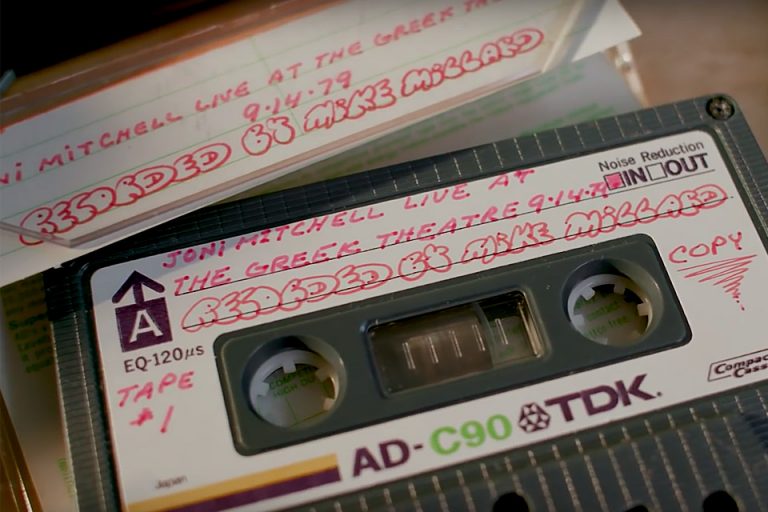 NI MITCHELL LIVE AT THE GREEK
9·14·79
RECORDED BY MIKE MILLARD
Noise Reduction
IN OUT
JONI MITCHELL LIVE AT
THE GREEK THEATRE 9·14·79
RECORDED BY MIKE MILLARD
COPY
A
EQ-120μs
TAPE
#1
Compact
Cass
AD-C90 TDK.
Japan